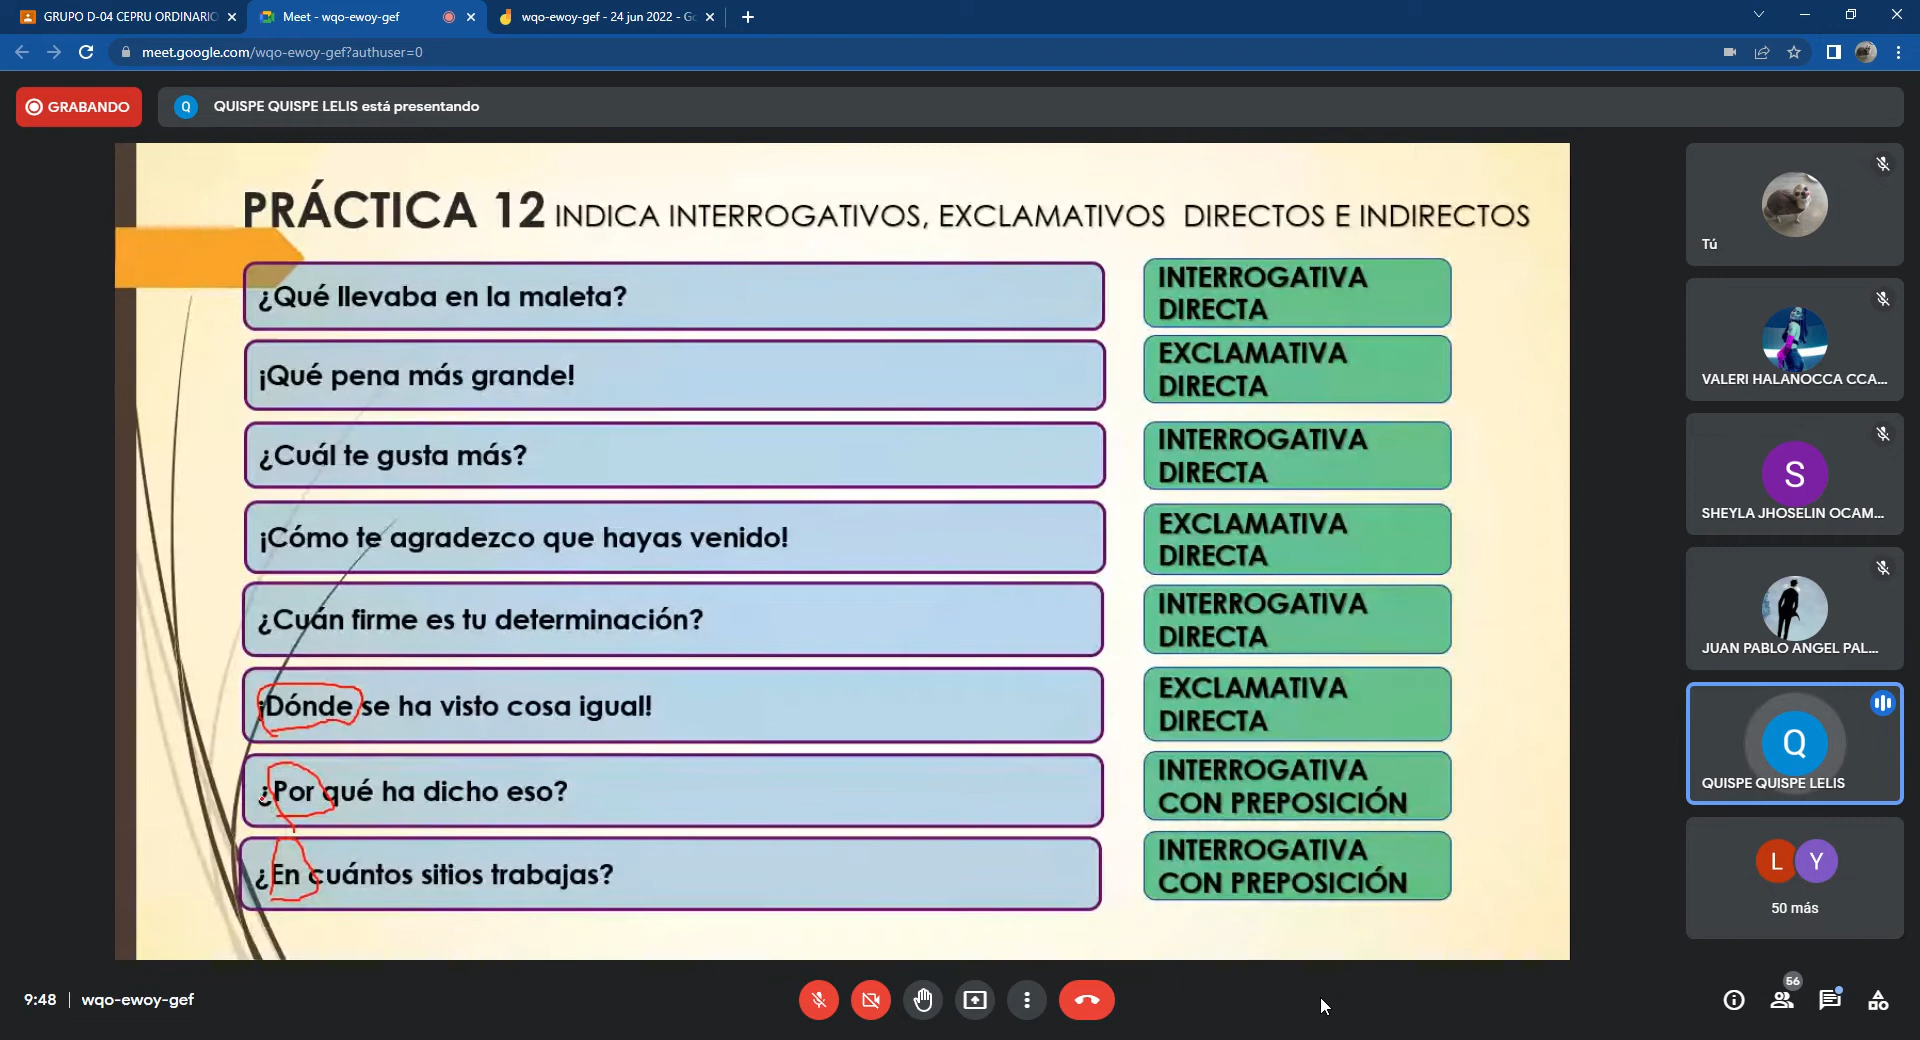 GRUPO D-04 CEPRU ORDINARIO
Meet - wqo-ewoy-gef
wqo-ewoy-gef - 24 jun 2022 - Go
meet.google.com/wqo-ewoy-gef?authuser=0
GRABANDO
Q QUISPE QUISPE LELIS está presentando
PRÁCTICA 12 INDICA INTERROGATIVOS, EXCLAMATIVOS DIRECTOS E INDIRECTOS
¿Qué llevaba en la maleta?
INTERROGATIVA
DIRECTA
¡Qué pena más grande!
EXCLAMATIVA
DIRECTA
¿Cuál te gusta más?
INTERROGATIVA
DIRECTA
¡Cómo te agradezco que hayas venido!
EXCLAMATIVA
DIRECTA
¿Cuán firme es tu determinación?
INTERROGATIVA
DIRECTA
¡Dónde se ha visto cosa igual!
EXCLAMATIVA
DIRECTA
¿Por qué ha dicho eso?
INTERROGATIVA
CON PREPOSICIÓN
¿En cuántos sitios trabajas?
INTERROGATIVA
CON PREPOSICIÓN
Tú
VALERI HALANOCCA CCA...
S
SHEYLA JHOSELIN OCAM...
JUAN PABLO ANGEL PAL...
Q
QUISPE QUISPE LELIS
L Y
50 más
9:48 | wqo-ewoy-gef
56